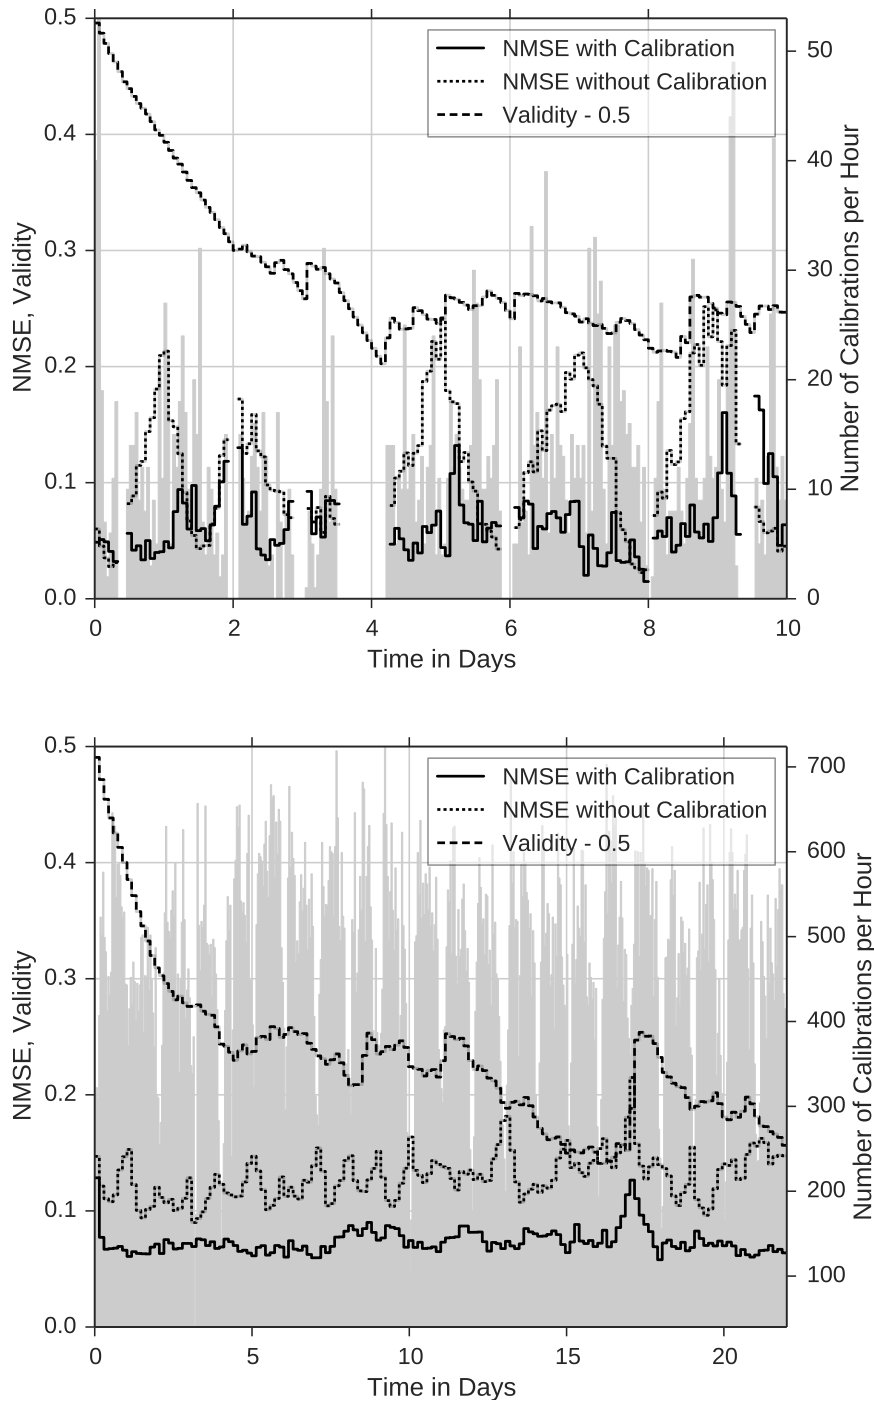 0.5
0.4
0.3
0.2
0.1
0.0
NMSE, Validity
NMSE with Calibration
NMSE without Calibration
Validity - 0.5
50
40
30
20
10
0
Number of Calibrations per Hour
0 2 4 6 8 10
Time in Days
0.5
0.4
0.3
0.2
0.1
0.0
NMSE, Validity
NMSE with Calibration
NMSE without Calibration
Validity - 0.5
700
600
500
400
300
200
100
Number of Calibrations per Hour
0 5 10 15 20
Time in Days